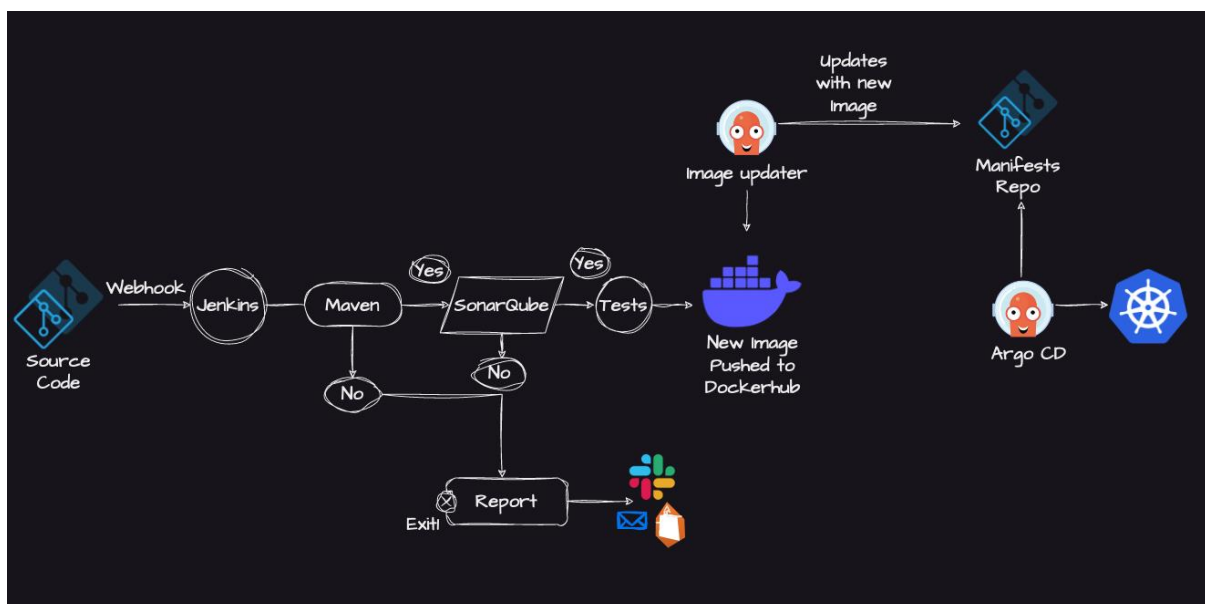 Updates
with new
Image
Image updater
Manifests
Repo
Webhook
Jenkins
Maven
Yes
SonarQube
Yes
Tests
Source
Code
No
No
New Image
Pushed to
Dockerhub
Argo CD
Report
Exit!